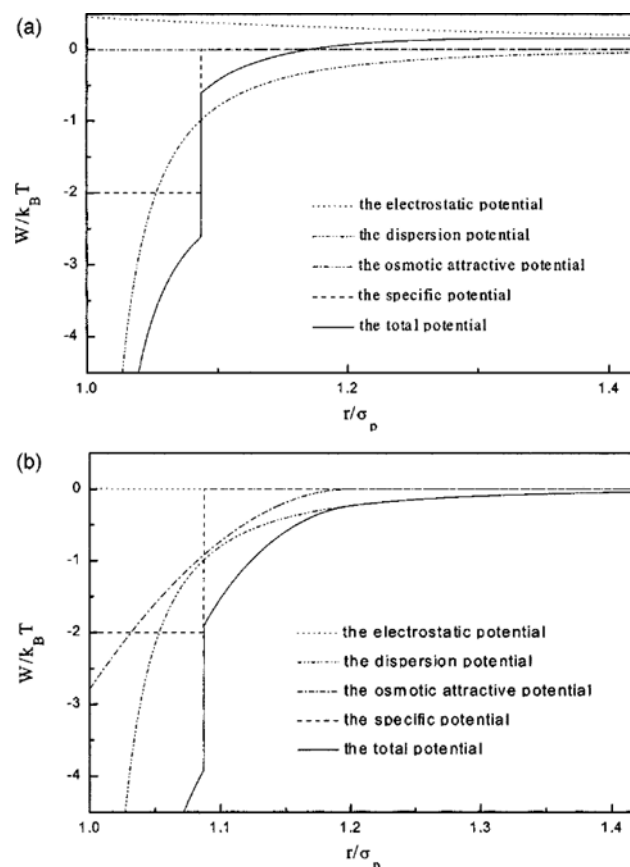 (a)
0
-1
-2
-3
-4
W/k_B T
the electrostatic potential
the dispersion potential
the osmotic attractive potential
the specific potential
the total potential
1.0
1.2
1.4
r/σ_p
(b)
0
-1
-2
-3
-4
W/k_B T
the electrostatic potential
the dispersion potential
the osmotic attractive potential
the specific potential
the total potential
1.0
1.1
1.2
1.3
1.4
r/σ_p